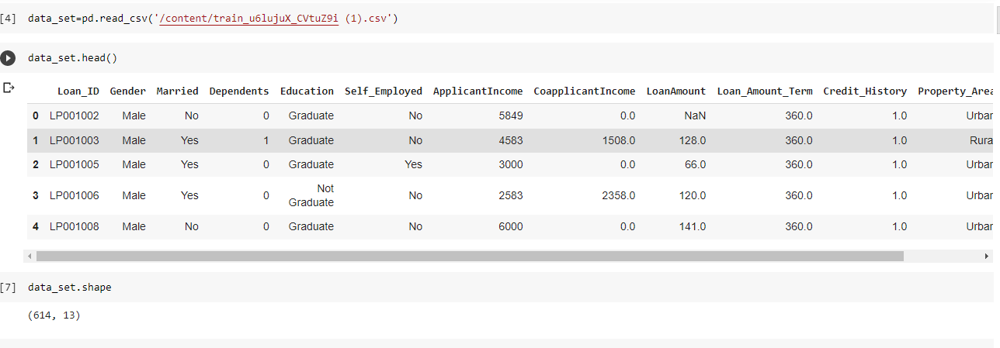 [4] data_set=pd.read_csv('/content/train_u6lujuX_CVtuZ9i (1).csv')
data_set.head()
Loan_ID Gender Married Dependents Education Self_Employed ApplicantIncome CoapplicantIncome LoanAmount Loan_Amount_Term Credit_History Property_Area
0 LP001002 Male No 0 Graduate No 5849 0.0 NaN 360.0 1.0 Urban
1 LP001003 Male Yes 1 Graduate No 4583 1508.0 128.0 360.0 1.0 Rura
2 LP001005 Male Yes 0 Graduate Yes 3000 0.0 66.0 360.0 1.0 Urban
3 LP001006 Male Yes 0 Not Graduate No 2583 2358.0 120.0 360.0 1.0 Urban
4 LP001008 Male No 0 Graduate No 6000 0.0 141.0 360.0 1.0 Urban
[7] data_set.shape
(614, 13)